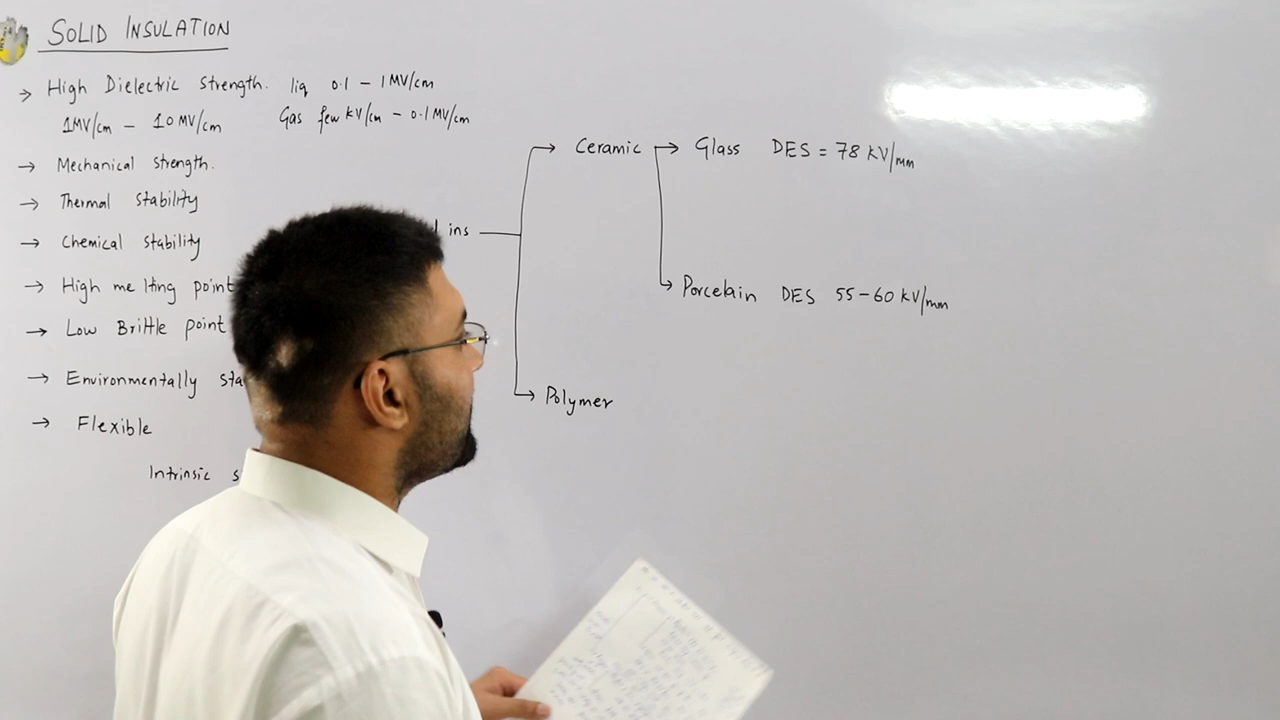 SOLID INSULATION
→ High Dielectric strength. liq 0.1 – 1 MV/cm
1MV/cm – 10 MV/cm Gas few kV/cm – 0.1 MV/cm
→ Mechanical strength.
→ Thermal stability
→ Chemical stability
→ High melting point
→ Low Brittle point
→ Environmentally sta
→ Flexible
Intrinsic s
ins
→ Ceramic → Glass DES = 78 kV/mm
→ Porcelain DES 55-60 kV/mm
→ Polymer